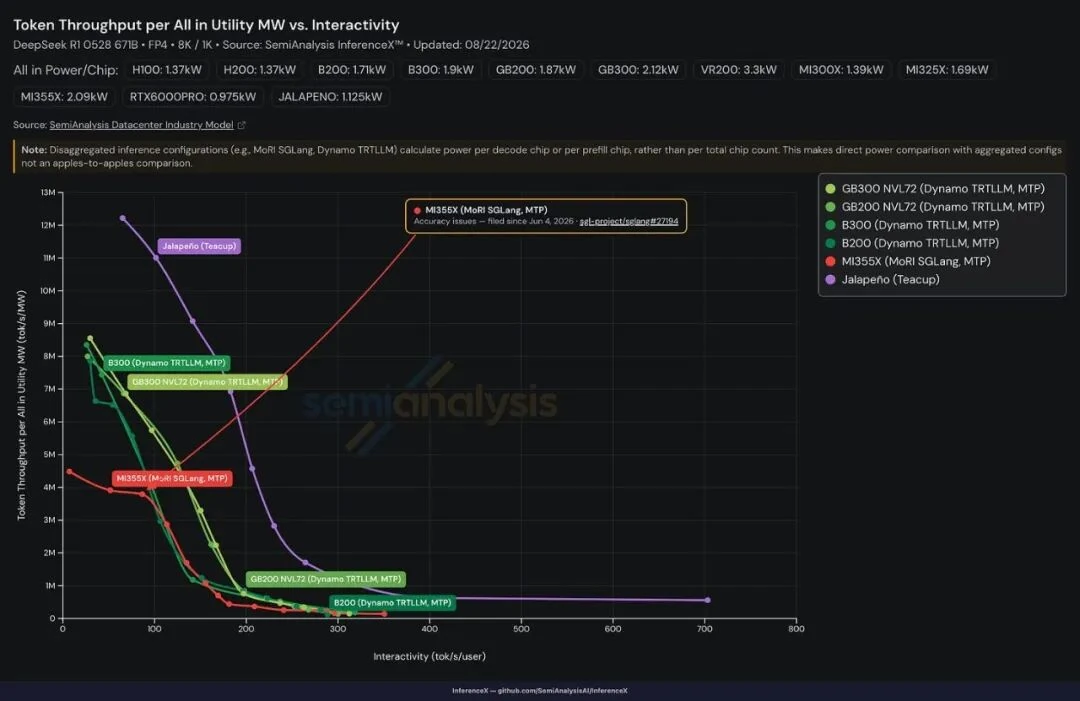 Token Throughput per All in Utility MW vs. Interactivity
DeepSeek R1 0528 671B • FP4 • 8K / 1K • Source: SemiAnalysis InferenceX™ • Updated: 08/22/2026
All in Power/Chip: H100: 1.37kW H200: 1.37kW B200: 1.71kW B300: 1.9kW GB200: 1.87kW GB300: 2.12kW VR200: 3.3kW MI300X: 1.39kW MI325X: 1.69kW
MI355X: 2.09kW RTX6000PRO: 0.975kW JALAPENO: 1.125kW
Source: SemiAnalysis Datacenter Industry Model
Note: Disaggregated inference configurations (e.g., MoRI SGLang, Dynamo TRTLLM) calculate power per decode chip or per prefill chip, rather than per total chip count. This makes direct power comparison with aggregated configs
not an apples-to-apples comparison.
GB300 NVL72 (Dynamo TRTLLM, MTP)
GB200 NVL72 (Dynamo TRTLLM, MTP)
B300 (Dynamo TRTLLM, MTP)
B200 (Dynamo TRTLLM, MTP)
MI355X (MoRI SGLang, MTP)
Jalapeño (Teacup)
MI355X (MoRI SGLang, MTP)
Accuracy issues — filed since Jun 4, 2026 · sgl-project/sglang#27194
Jalapeño (Teacup)
B300 (Dynamo TRTLLM, MTP)
GB300 NVL72 (Dynamo TRTLLM, MTP)
semianalysis
MI355X (MoRI SGLang, MTP)
GB200 NVL72 (Dynamo TRTLLM, MTP)
B200 (Dynamo TRTLLM, MTP)
Token Throughput per All in Utility MW (tok/s/MW)
13M
12M
11M
10M
9M
8M
7M
6M
5M
4M
3M
2M
1M
0
0 100 200 300 400 500 600 700 800
Interactivity (tok/s/user)
InferenceX — github.com/SemiAnalysisAI/InferenceX